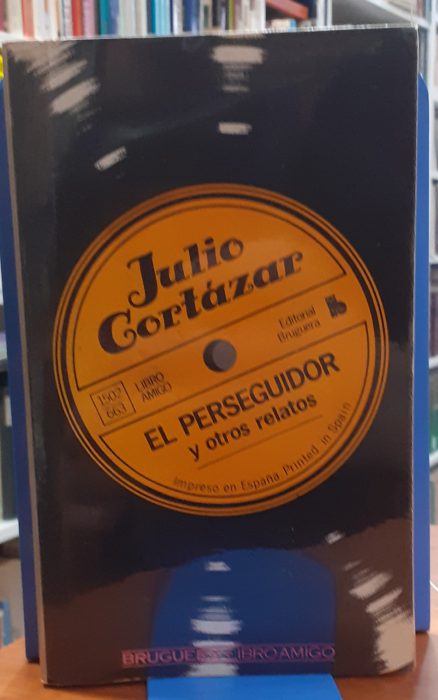 Julio
Cortázar
1502
663
LIBRO
AMIGO
Editorial
Bruguera
EL PERSEGUIDOR
y otros relatos
Impreso en España Printed in Spain
BRUGUERA LIBRO AMIGO